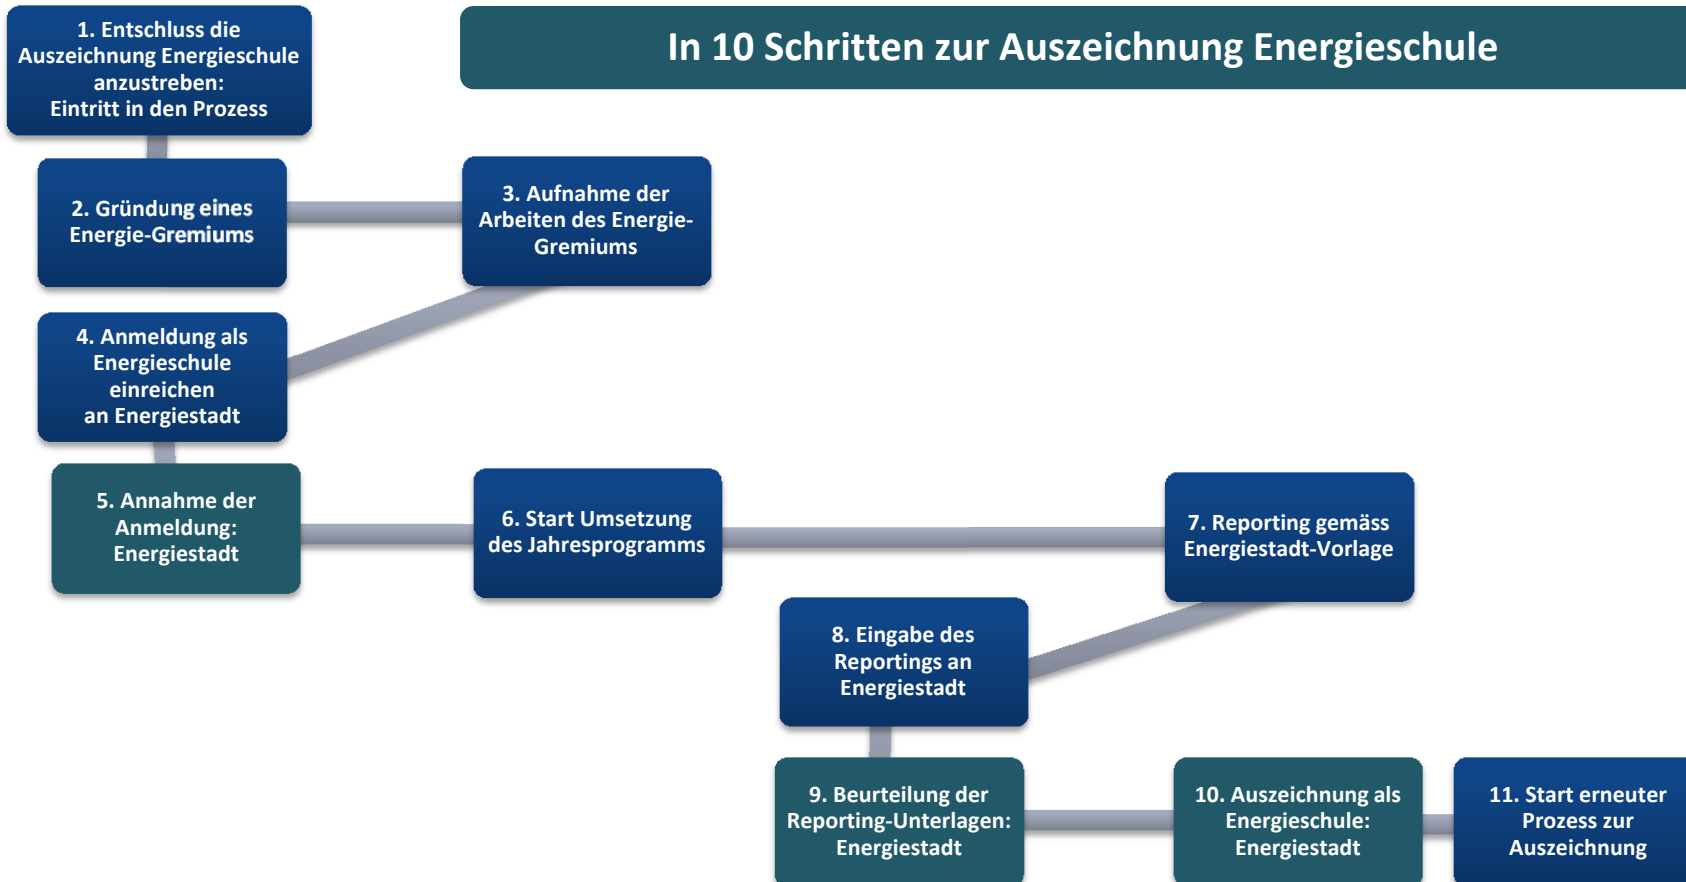 In 10 Schritten zur Auszeichnung Energieschule
1. Entschluss die
Auszeichnung Energieschule
anzustreben:
Eintritt in den Prozess
2. Gründung eines
Energie-Gremiums
3. Aufnahme der
Arbeiten des Energie-
Gremiums
4. Anmeldung als
Energieschule
einreichen
an Energiestadt
5. Annahme der
Anmeldung:
Energiestadt
6. Start Umsetzung
des Jahresprogramms
7. Reporting gemäss
Energiestadt-Vorlage
8. Eingabe des
Reportings an
Energiestadt
9. Beurteilung der
Reporting-Unterlagen:
Energiestadt
10. Auszeichnung als
Energieschule:
Energiestadt
11. Start erneuter
Prozess zur
Auszeichnung